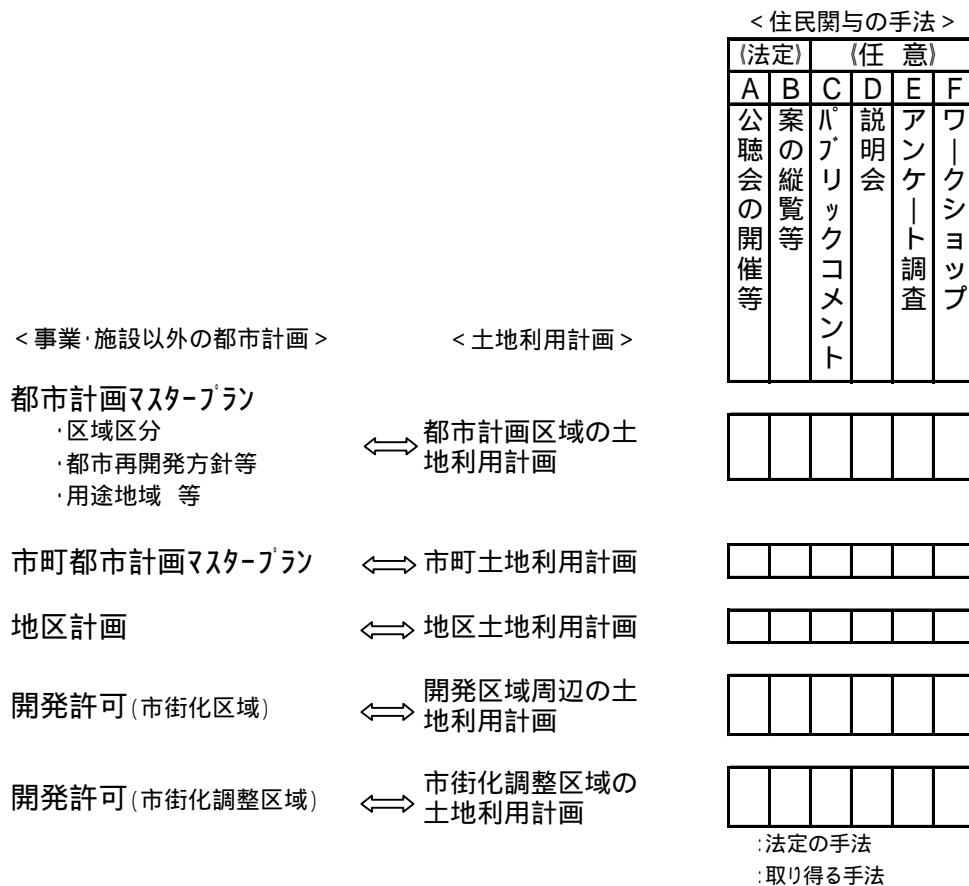 <住民関与の手法>
《法定》 《任 意》
A B C D E F
公聴会の開催等
案の縦覧等
パブリックコメント
説明会
アンケート調査
ワークショップ
<事業・施設以外の都市計画> <土地利用計画>
都市計画マスタープラン
・区域区分
・都市再開発方針等
・用途地域 等
⇔ 都市計画区域の土
地利用計画
市町都市計画マスタープラン ⇔ 市町土地利用計画
地区計画 ⇔ 地区土地利用計画
開発許可(市街化区域) ⇔ 開発区域周辺の土
地利用計画
開発許可(市街化調整区域) ⇔ 市街化調整区域の
土地利用計画
:法定の手法
:取り得る手法